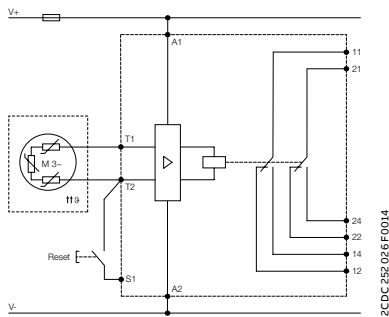 V+
A1
11
21
T1
M 3~
T2
ϑ
24
22
Reset
14
S1
12
A2
V-
2CDC 252 026 F0014